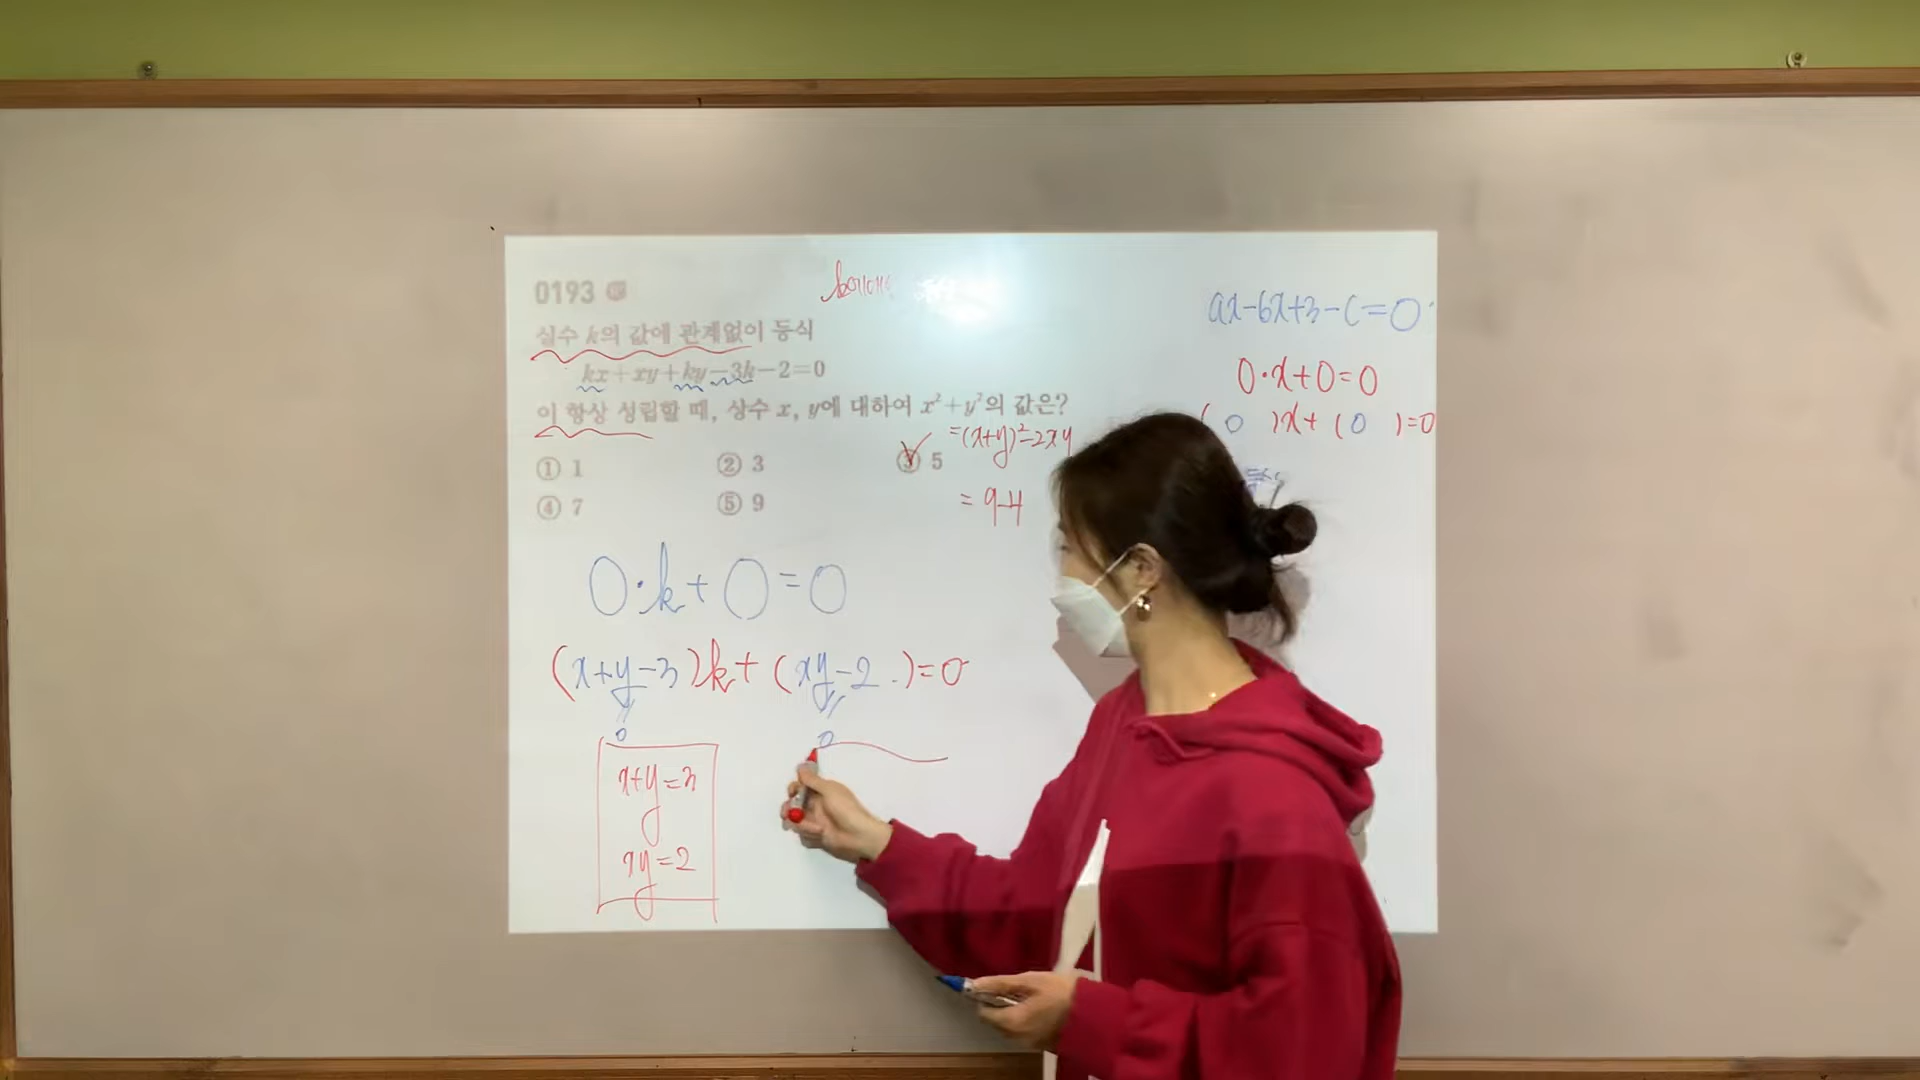 0193
실수 k의 값에 관계없이 등식
kx+xy+ky-3k-2=0
이 항상 성립할 때, 상수 x, y에 대하여 x²+y²의 값은?
=(x+y)²-2xy
① 1 ② 3 ③ 5
= 9-4
④ 7 ⑤ 9
0·k+0=0
(x+y-3)k+(xy-2)=0
0 0
x+y=3
xy=2
ax-6x+3-c=0
0·x+0=0
(0)x+(0)=0